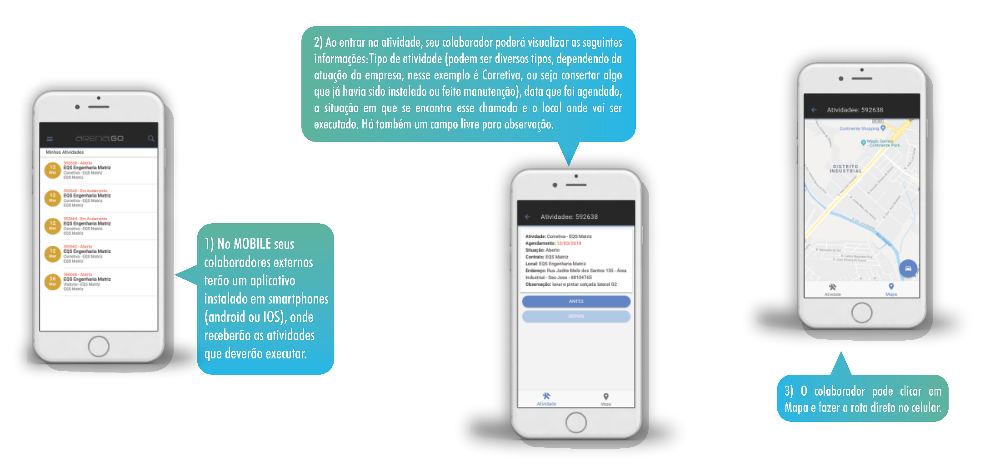 arena:GO
Minhas Atividades
12
Mar
592638 - Aberto
EQS Engenharia Matriz
Corretiva - EQS Matriz
EQS Matriz
12
Mar
592640 - Em Andamento
EQS Engenharia Matriz
Corretiva - EQS Matriz
EQS Matriz
12
Mar
592664 - Em Andamento
EQS Engenharia Matriz
Corretiva - EQS Matriz
EQS Matriz
12
Mar
592662 - Aberto
EQS Engenharia Matriz
Corretiva - EQS Matriz
EQS Matriz
26
Mar
586046 - Aberto
EQS Engenharia Matriz
Vistoria - EQS Matriz
EQS Matriz
1) No MOBILE seus
colaboradores externos
terão um aplicativo
instalado em smartphones
(android ou IOS), onde
receberão as atividades
que deverão executar.
2) Ao entrar na atividade, seu colaborador poderá visualizar as seguintes
informações: Tipo de atividade (podem ser diversos tipos, dependendo da
atuação da empresa, nesse exemplo é Corretiva, ou seja consertar algo
que já havia sido instalado ou feito manutenção), data que foi agendado,
a situação em que se encontra esse chamado e o local onde vai ser
executado. Há também um campo livre para observação.
Atividadee: 592638
Atividade: Corretiva - EQS Matriz
Agendamento: 12/03/2018
Situação: Aberto
Contrato: EQS Matriz
Local: EQS Engenharia Matriz
Endereço: Rua Judite Melo dos Santos 135 - Área
Industrial - Sao Jose - 88104765
Observação: lavar e pintar calçada lateral G2
ANTES
DEPOIS
Atividade
Mapa
Atividadee: 592638
Continente Shopping
Magic Games
- Continente Park...
DISTRITO
INDUSTRIAL
Atividade
Mapa
3) O colaborador pode clicar em
Mapa e fazer a rota direto no celular.